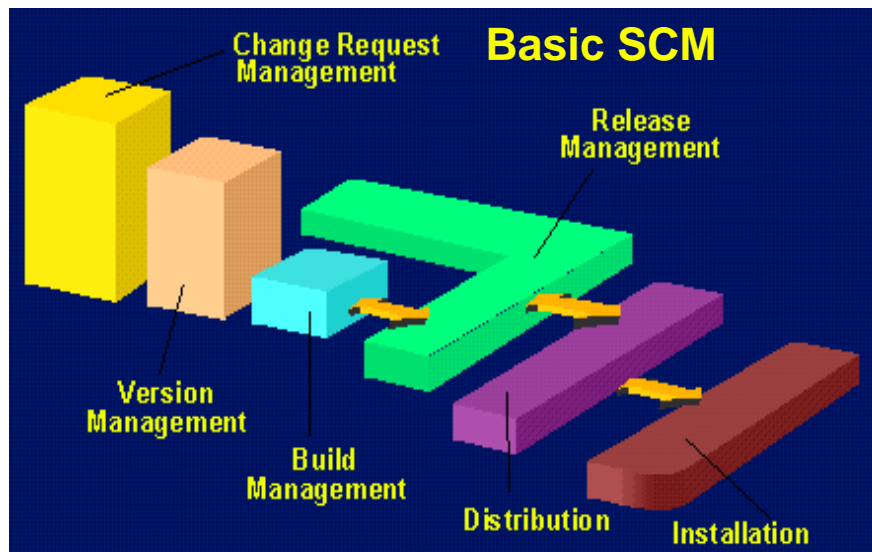 Basic SCM
Change Request
Management
Release
Management
Version
Management
Build
Management
Distribution
Installation